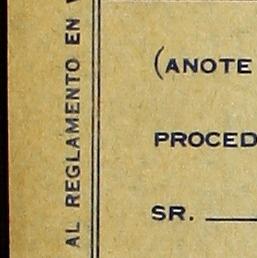 AL REGLAMENTO EN
(ANOTE
PROCED
SR.